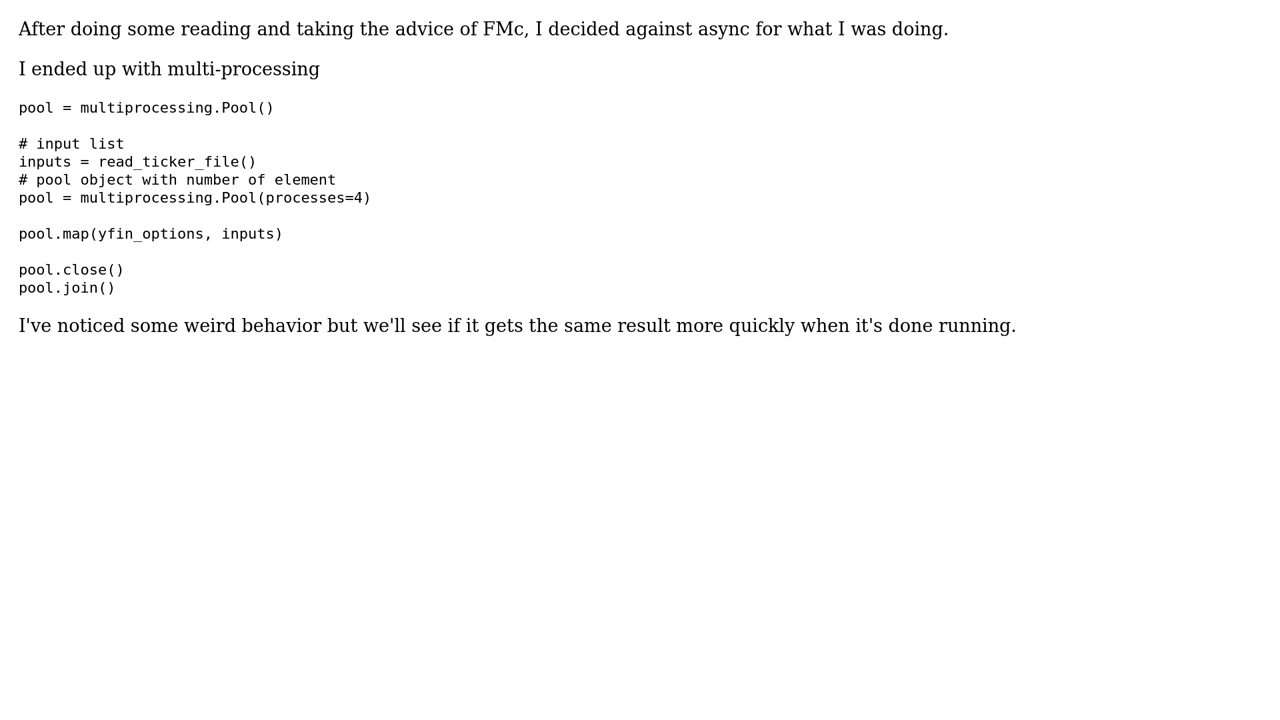 After doing some reading and taking the advice of FMc, I decided against async for what I was doing.
I ended up with multi-processing
pool = multiprocessing.Pool()
# input list
inputs = read_ticker_file()
# pool object with number of element
pool = multiprocessing.Pool(processes=4)
pool.map(yfin_options, inputs)
pool.close()
pool.join()
I've noticed some weird behavior but we'll see if it gets the same result more quickly when it's done running.